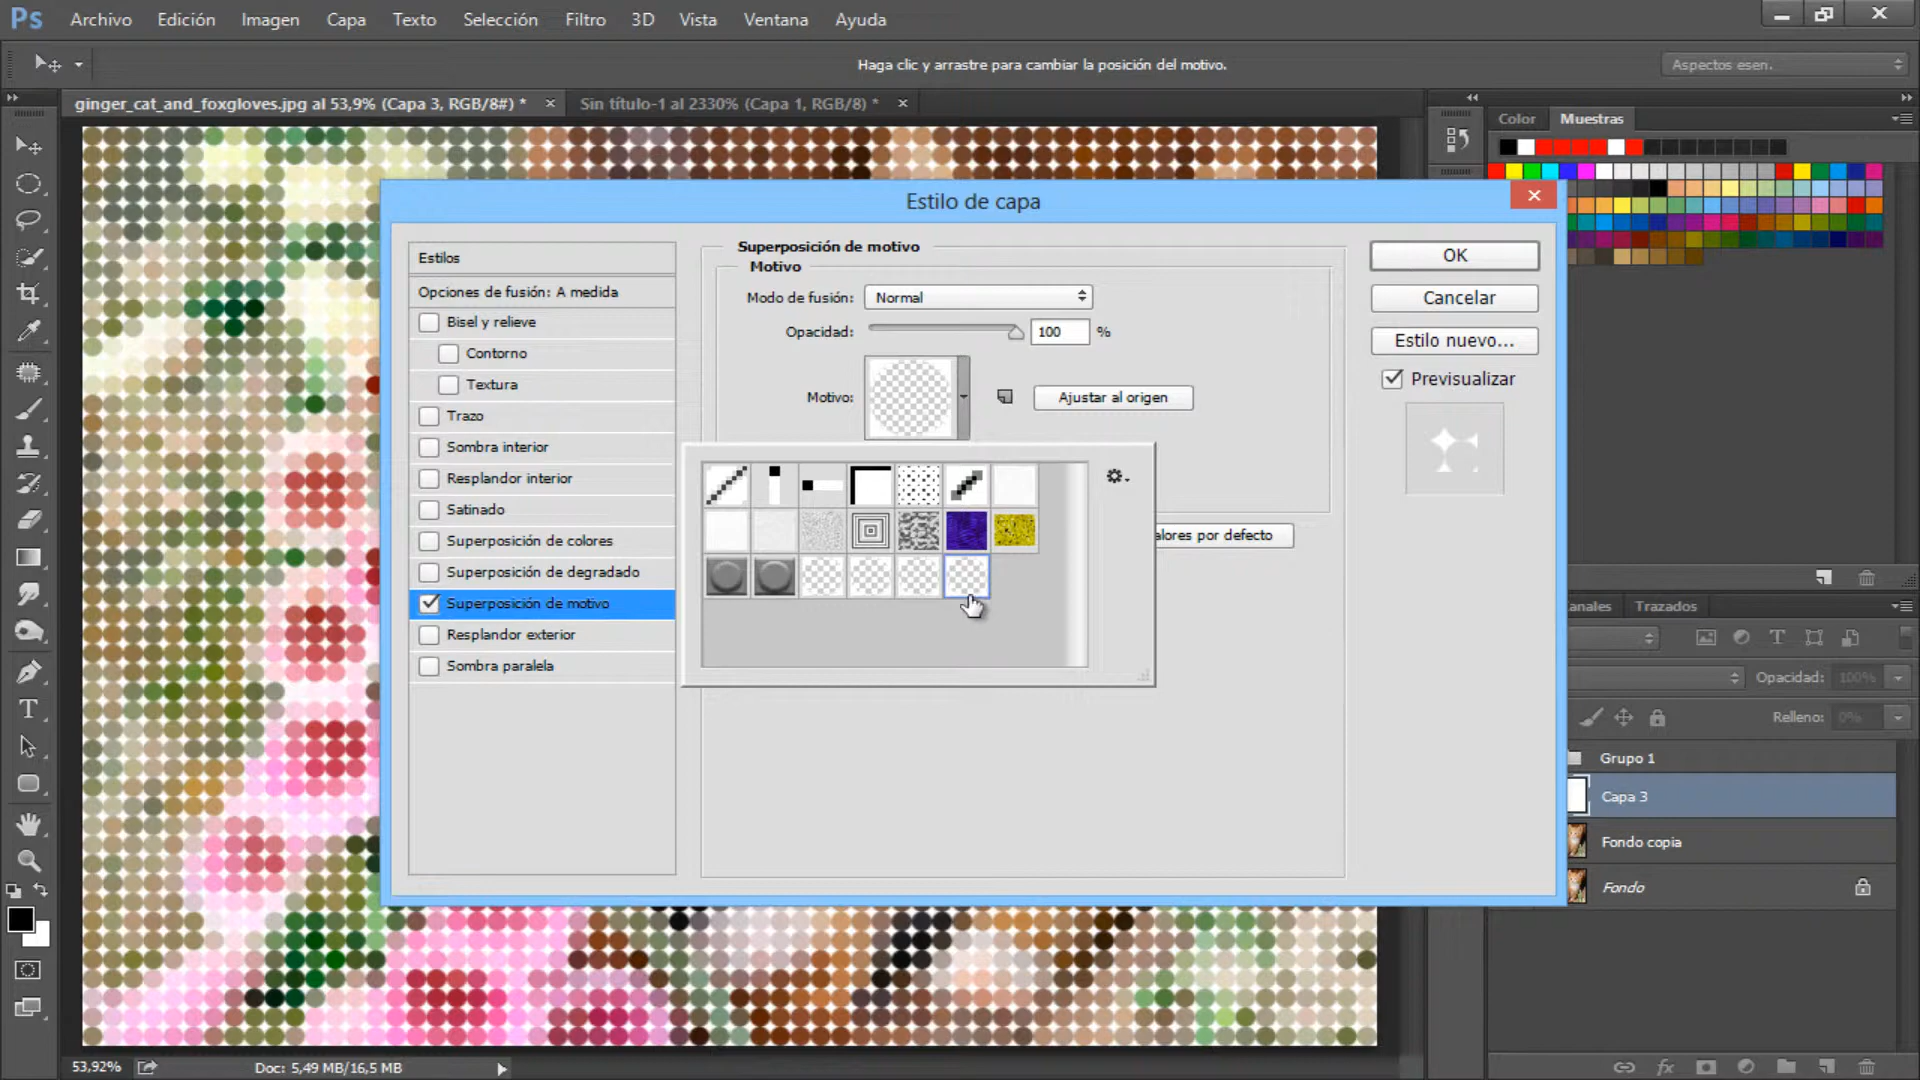 Ps Archivo Edición Imagen Capa Texto Selección Filtro 3D Vista Ventana Ayuda
Haga clic y arrastre para cambiar la posición del motivo.
Aspectos esen.
ginger_cat_and_foxgloves.jpg al 53,9% (Capa 3, RGB/8#) *
Sin título-1 al 2330% (Capa 1, RGB/8) *
Color Muestras
Estilo de capa
Estilos
Opciones de fusión: A medida
Bisel y relieve
Contorno
Textura
Trazo
Sombra interior
Resplandor interior
Satinado
Superposición de colores
Superposición de degradado
Superposición de motivo
Resplandor exterior
Sombra paralela
Superposición de motivo
Motivo
Modo de fusión: Normal
Opacidad: 100 %
Motivo:
Ajustar al origen
alores por defecto
OK
Cancelar
Estilo nuevo...
Previsualizar
anales Trazados
Opacidad: 100%
Relleno: 0%
Grupo 1
Capa 3
Fondo copia
Fondo
fx
53,92% Doc: 5,49 MB/16,5 MB